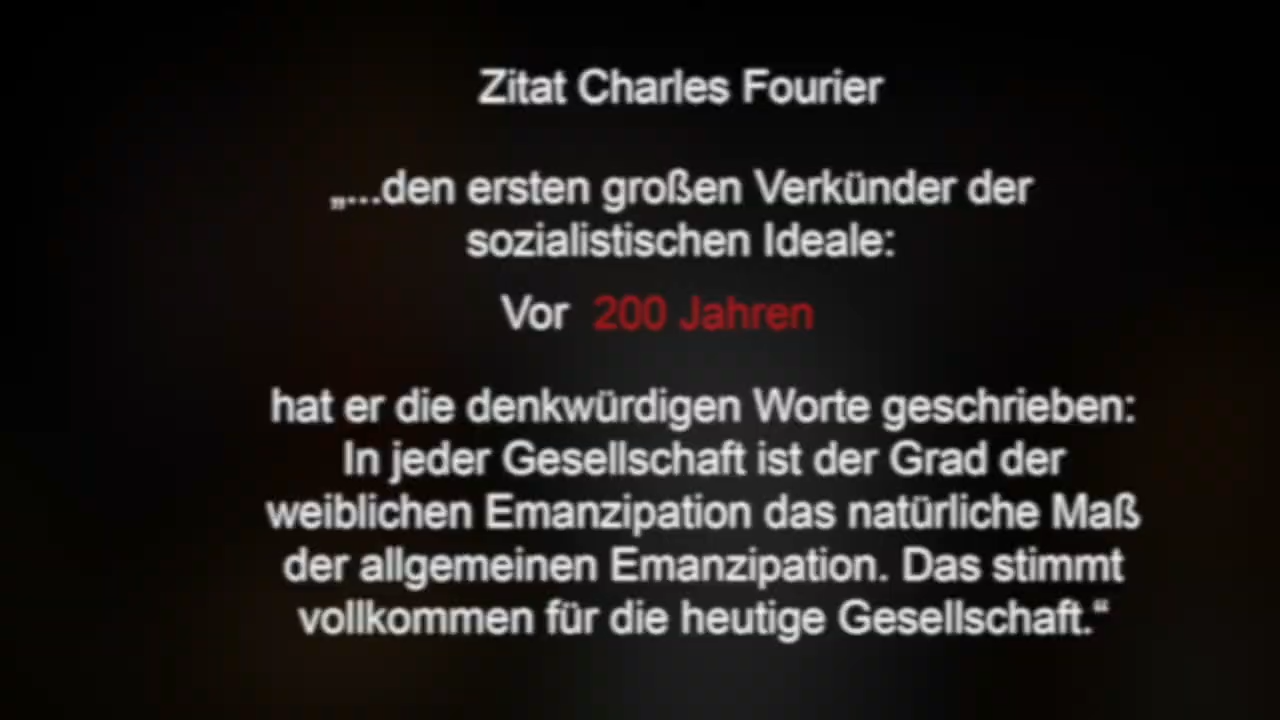 Zitat Charles Fourier
„...den ersten großen Verkünder der
sozialistischen Ideale:
Vor 200 Jahren
hat er die denkwürdigen Worte geschrieben:
In jeder Gesellschaft ist der Grad der
weiblichen Emanzipation das natürliche Maß
der allgemeinen Emanzipation. Das stimmt
vollkommen für die heutige Gesellschaft.“